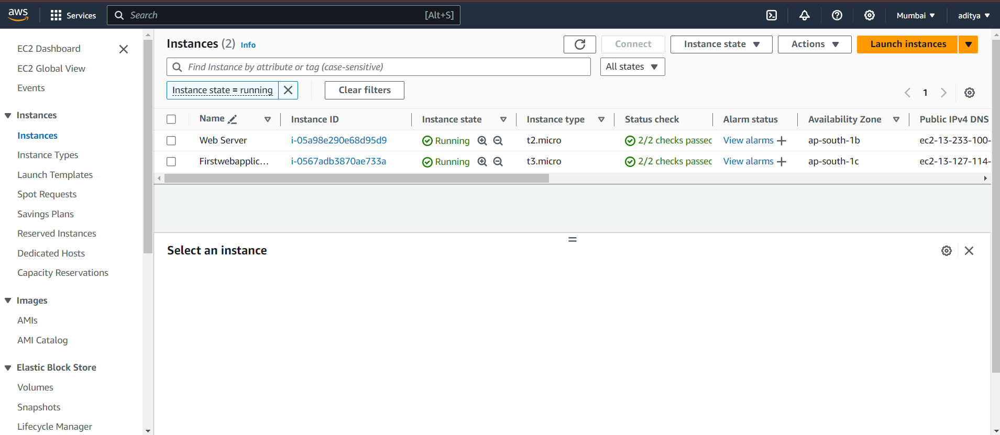 aws
Services
Search [Alt+S]
Mumbai
aditya
EC2 Dashboard
EC2 Global View
Events
Instances
Instances
Instance Types
Launch Templates
Spot Requests
Savings Plans
Reserved Instances
Dedicated Hosts
Capacity Reservations
Images
AMIs
AMI Catalog
Elastic Block Store
Volumes
Snapshots
Lifecycle Manager
Instances (2) Info
Connect
Instance state
Actions
Launch instances
Find Instance by attribute or tag (case-sensitive)
All states
Instance state = running
Clear filters
1
Name Instance ID Instance state Instance type Status check Alarm status Availability Zone Public IPv4 DNS
Web Server i-05a98e290e68d95d9 Running t2.micro 2/2 checks passec View alarms + ap-south-1b ec2-13-233-100-
Firstwebapplic... i-0567adb3870ae733a Running t3.micro 2/2 checks passec View alarms + ap-south-1c ec2-13-127-114-
Select an instance